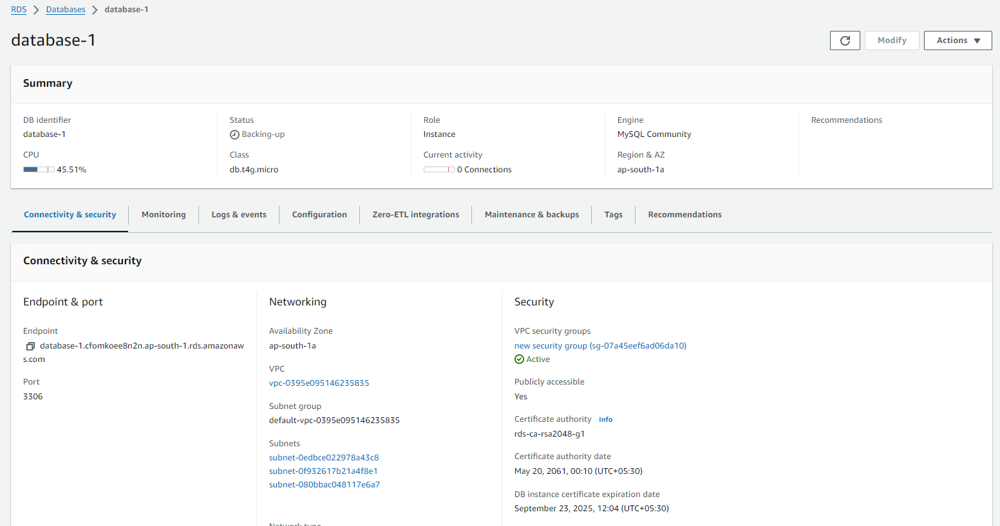 RDS > Databases > database-1
database-1
Modify
Actions
Summary
DB identifier
database-1
CPU
45.51%
Status
Backing-up
Class
db.t4g.micro
Role
Instance
Current activity
0 Connections
Engine
MySQL Community
Region & AZ
ap-south-1a
Recommendations
Connectivity & security
Monitoring
Logs & events
Configuration
Zero-ETL integrations
Maintenance & backups
Tags
Recommendations
Connectivity & security
Endpoint & port
Endpoint
database-1.cfomkoee8n2n.ap-south-1.rds.amazonaw
s.com
Port
3306
Networking
Availability Zone
ap-south-1a
VPC
vpc-0395e095146235835
Subnet group
default-vpc-0395e095146235835
Subnets
subnet-0edbce022978a43c8
subnet-0f932617b21a4f8e1
subnet-080bbac048117e6a7
Network type
Security
VPC security groups
new security group (sg-07a45eef6ad06da10)
Active
Publicly accessible
Yes
Certificate authority Info
rds-ca-rsa2048-g1
Certificate authority date
May 20, 2061, 00:10 (UTC+05:30)
DB instance certificate expiration date
September 23, 2025, 12:04 (UTC+05:30)